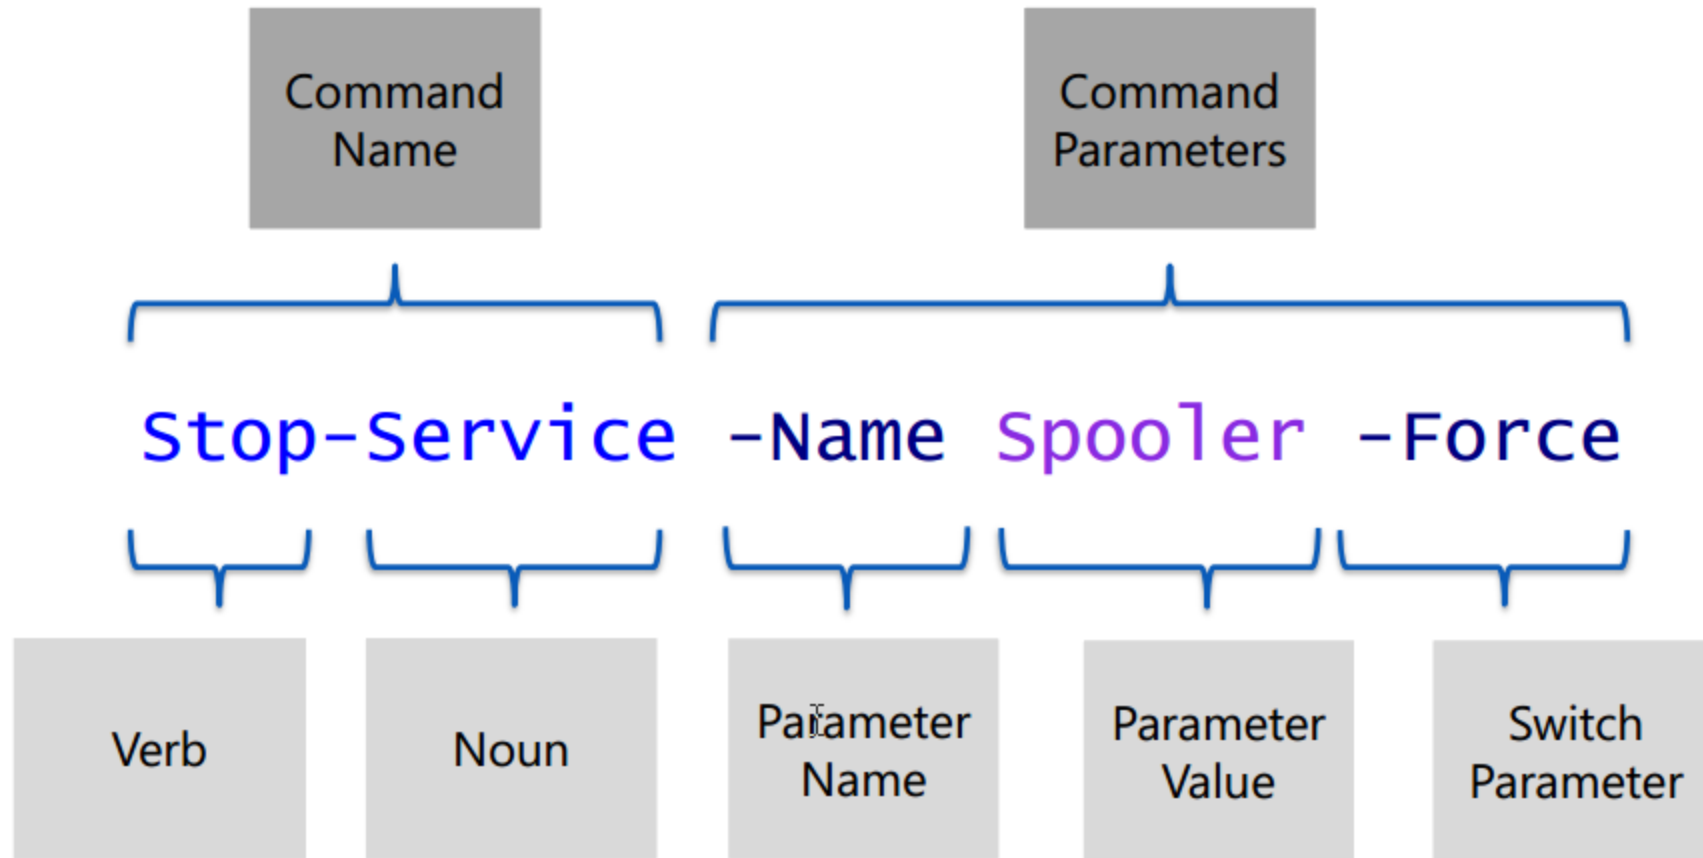 Command
Name
Command
Parameters
Stop-Service -Name Spooler -Force
Verb
Noun
Parameter
Name
Parameter
Value
Switch
Parameter